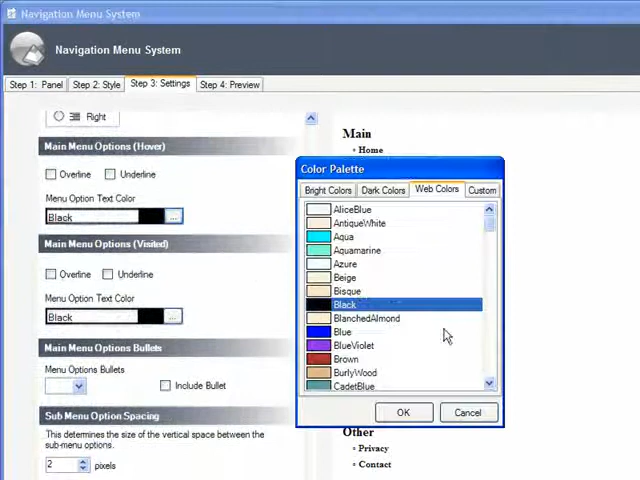 Navigation Menu System
Navigation Menu System
Step 1: Panel
Step 2: Style
Step 3: Settings
Step 4: Preview
Right
Main Menu Options (Hover)
Overline
Underline
Menu Option Text Color
Black
...
Main Menu Options (Visited)
Overline
Underline
Menu Option Text Color
Black
...
Main Menu Options Bullets
Menu Options Bullets
Include Bullet
Sub Menu Option Spacing
This determines the size of the vertical space between the
sub-menu options.
2
pixels
Main
Home
Color Palette
Bright Colors
Dark Colors
Web Colors
Custom
AliceBlue
AntiqueWhite
Aqua
Aquamarine
Azure
Beige
Bisque
Black
BlanchedAlmond
Blue
BlueViolet
Brown
BurlyWood
CadetBlue
OK
Cancel
Other
Privacy
Contact